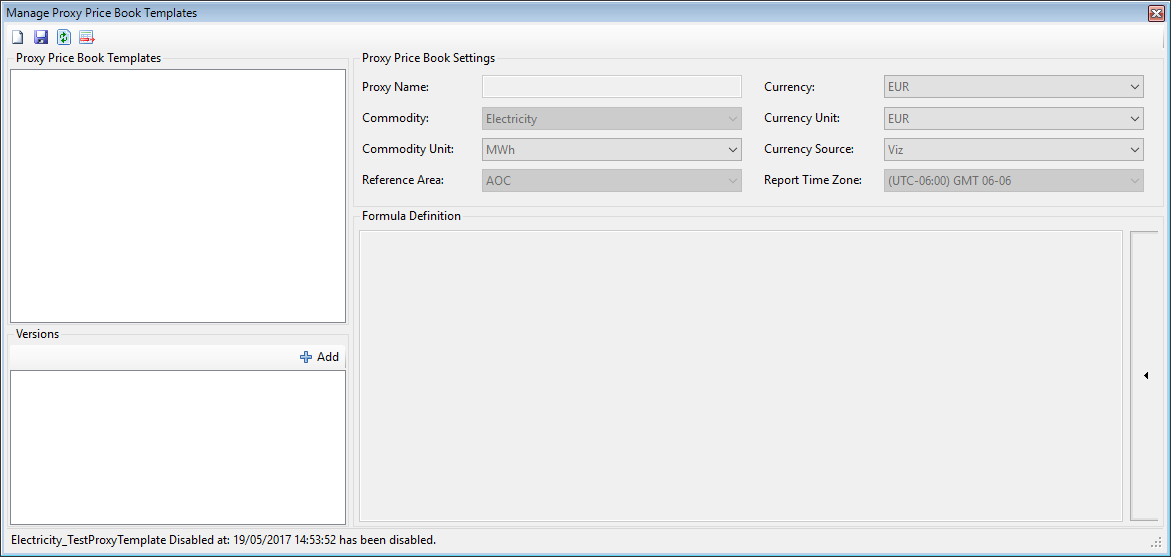 Manage Proxy Price Book Templates
Proxy Price Book Templates
Proxy Price Book Settings
Proxy Name:
Currency:
EUR
Commodity:
Electricity
Currency Unit:
EUR
Commodity Unit:
MWh
Currency Source:
Viz
Reference Area:
AOC
Report Time Zone:
(UTC-06:00) GMT 06-06
Formula Definition
Versions
Add
Electricity_TestProxyTemplate Disabled at: 19/05/2017 14:53:52 has been disabled.